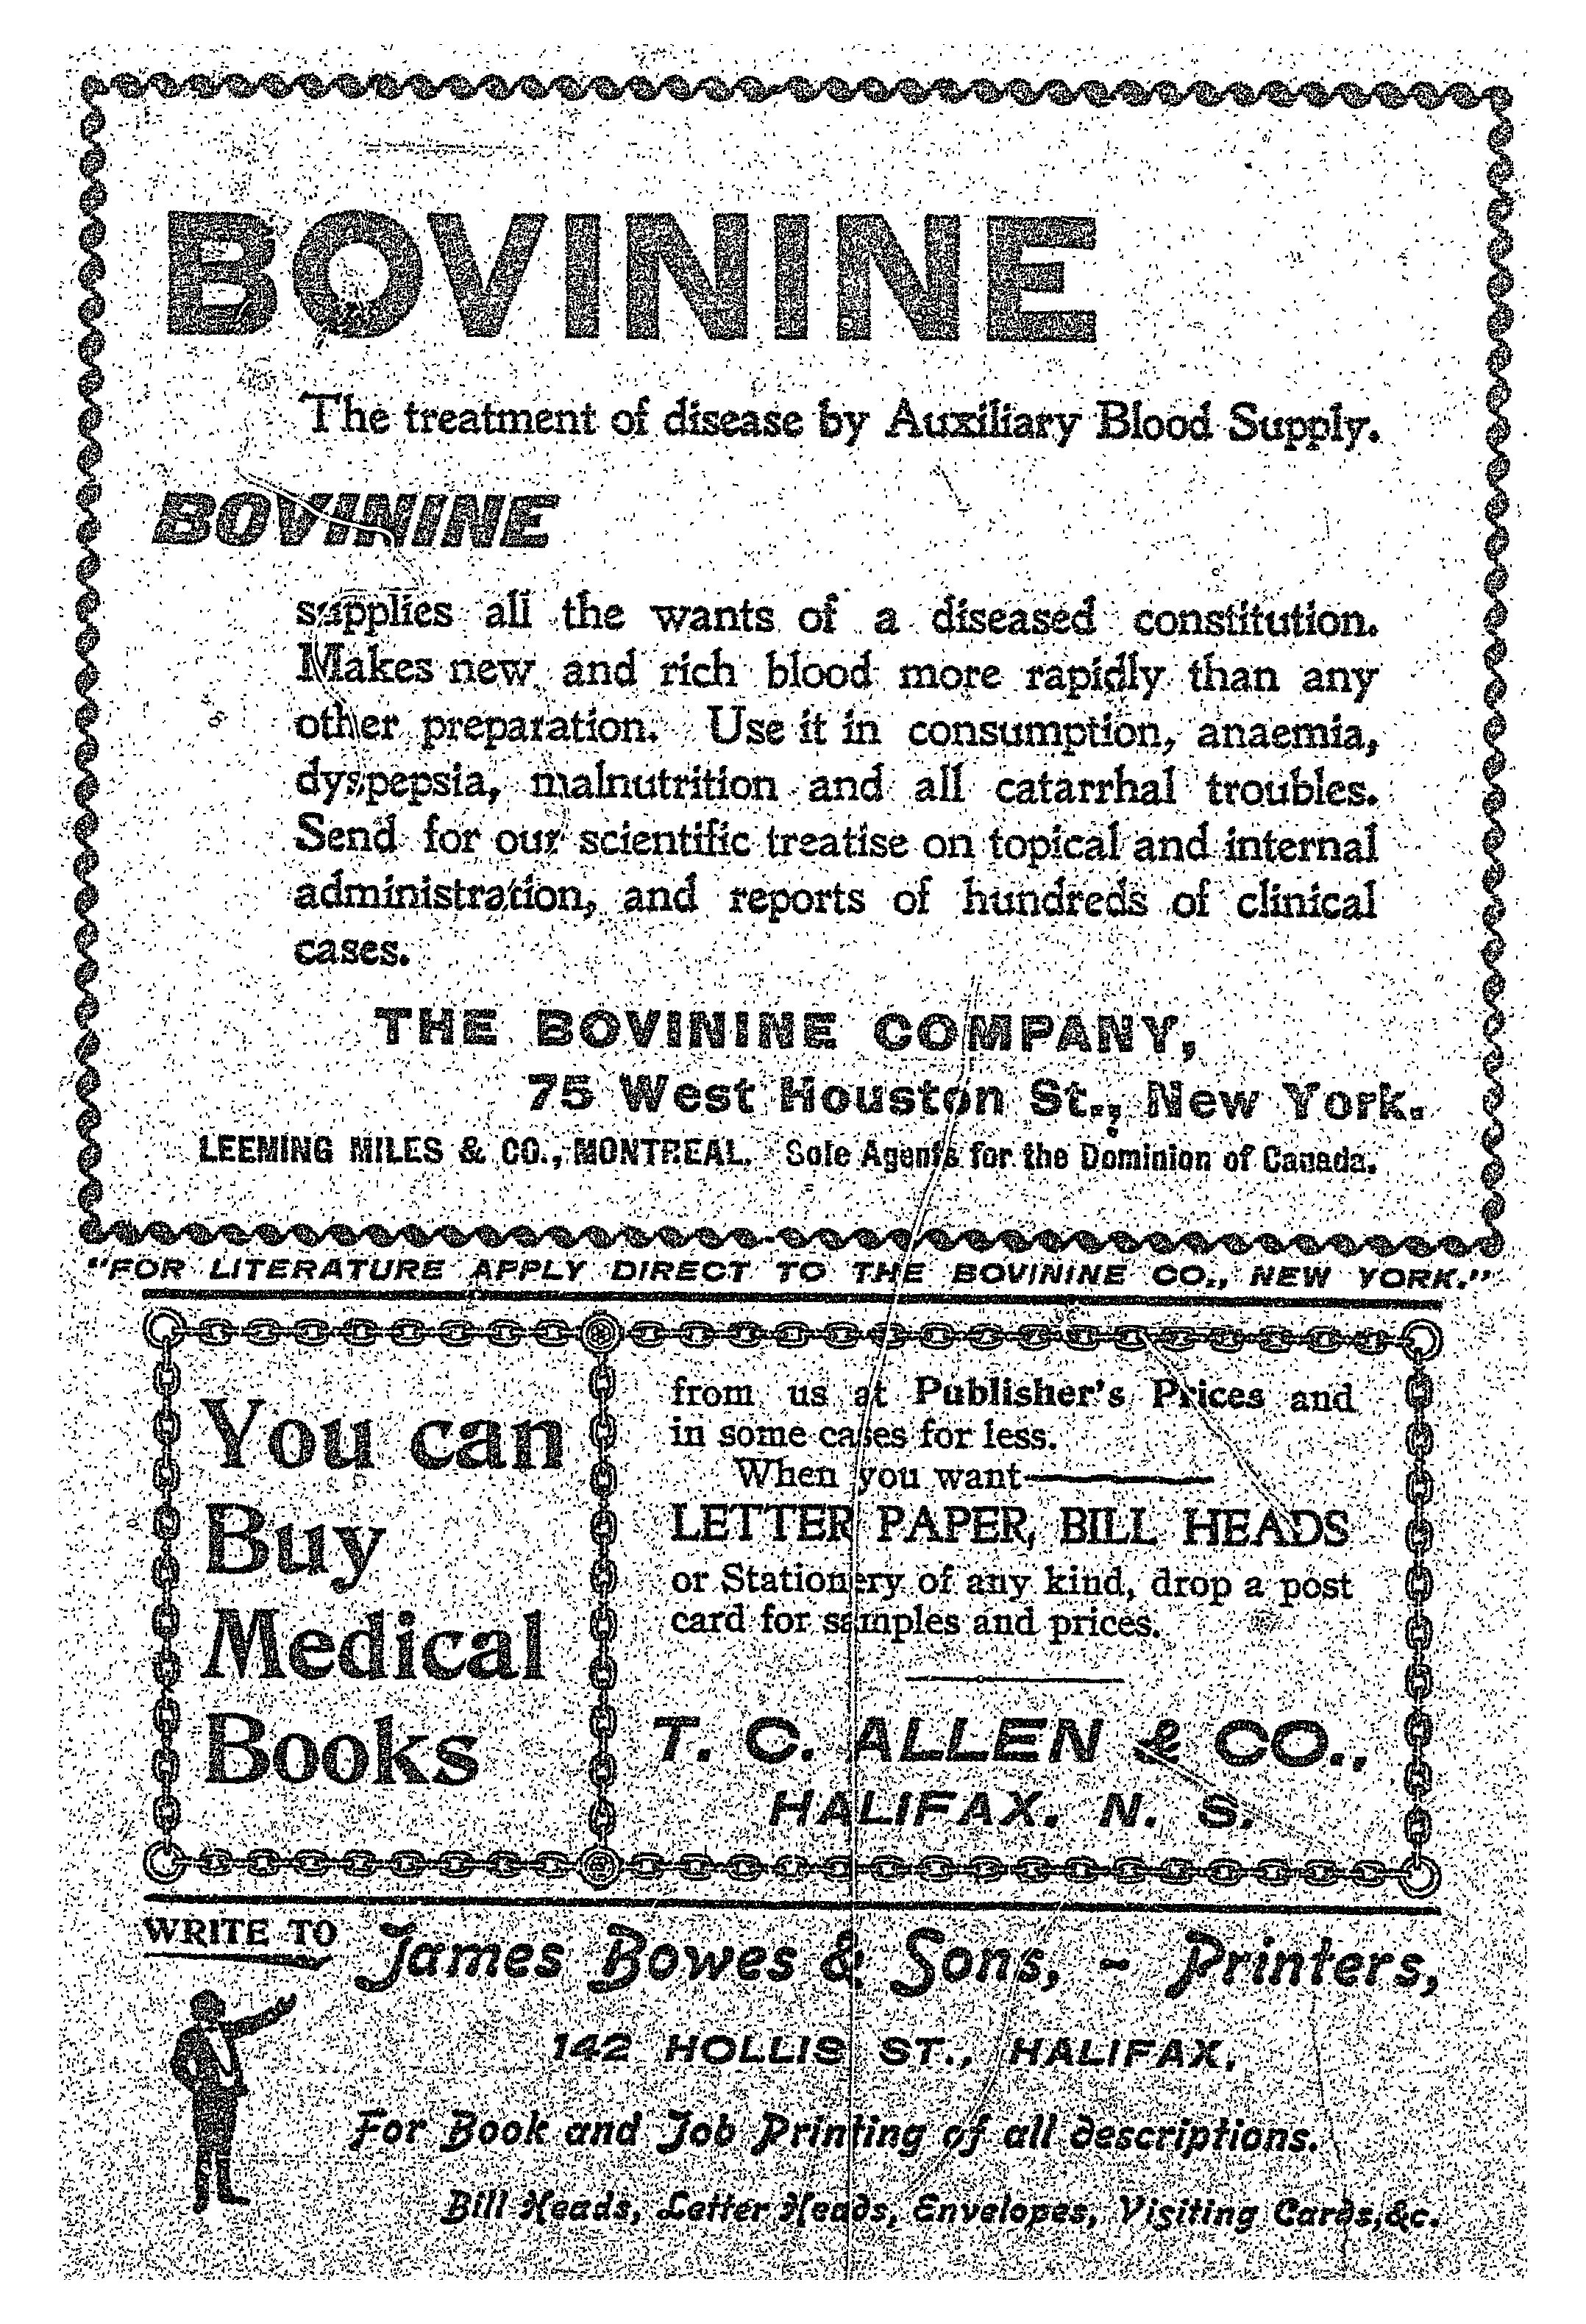 BOVININE
The treatment of disease by Auxiliary Blood Supply.
BOVININE
supplies all the wants of a diseased constitution.
Makes new and rich blood more rapidly than any
other preparation. Use it in consumption, anaemia,
dyspepsia, malnutrition and all catarrhal troubles.
Send for our scientific treatise on topical and internal
administration, and reports of hundreds of clinical
cases.
THE BOVININE COMPANY,
75 West Houston St., New York.
LEEMING MILES & CO., MONTREAL. Sole Agents for the Dominion of Canada.
"FOR LITERATURE APPLY DIRECT TO THE BOVININE CO., NEW YORK."
You can
Buy
Medical
Books
from us at Publisher's Prices and
in some cases for less.
When you want
LETTER PAPER, BILL HEADS
or Stationery of any kind, drop a post
card for samples and prices.
T. C. ALLEN & CO.,
HALIFAX. N. S.
WRITE TO James Bowes & Sons, - Printers,
142 HOLLIS ST., HALIFAX,
For Book and Job Printing of all descriptions.
Bill Heads, Letter Heads, Envelopes, Visiting Cards, &c.